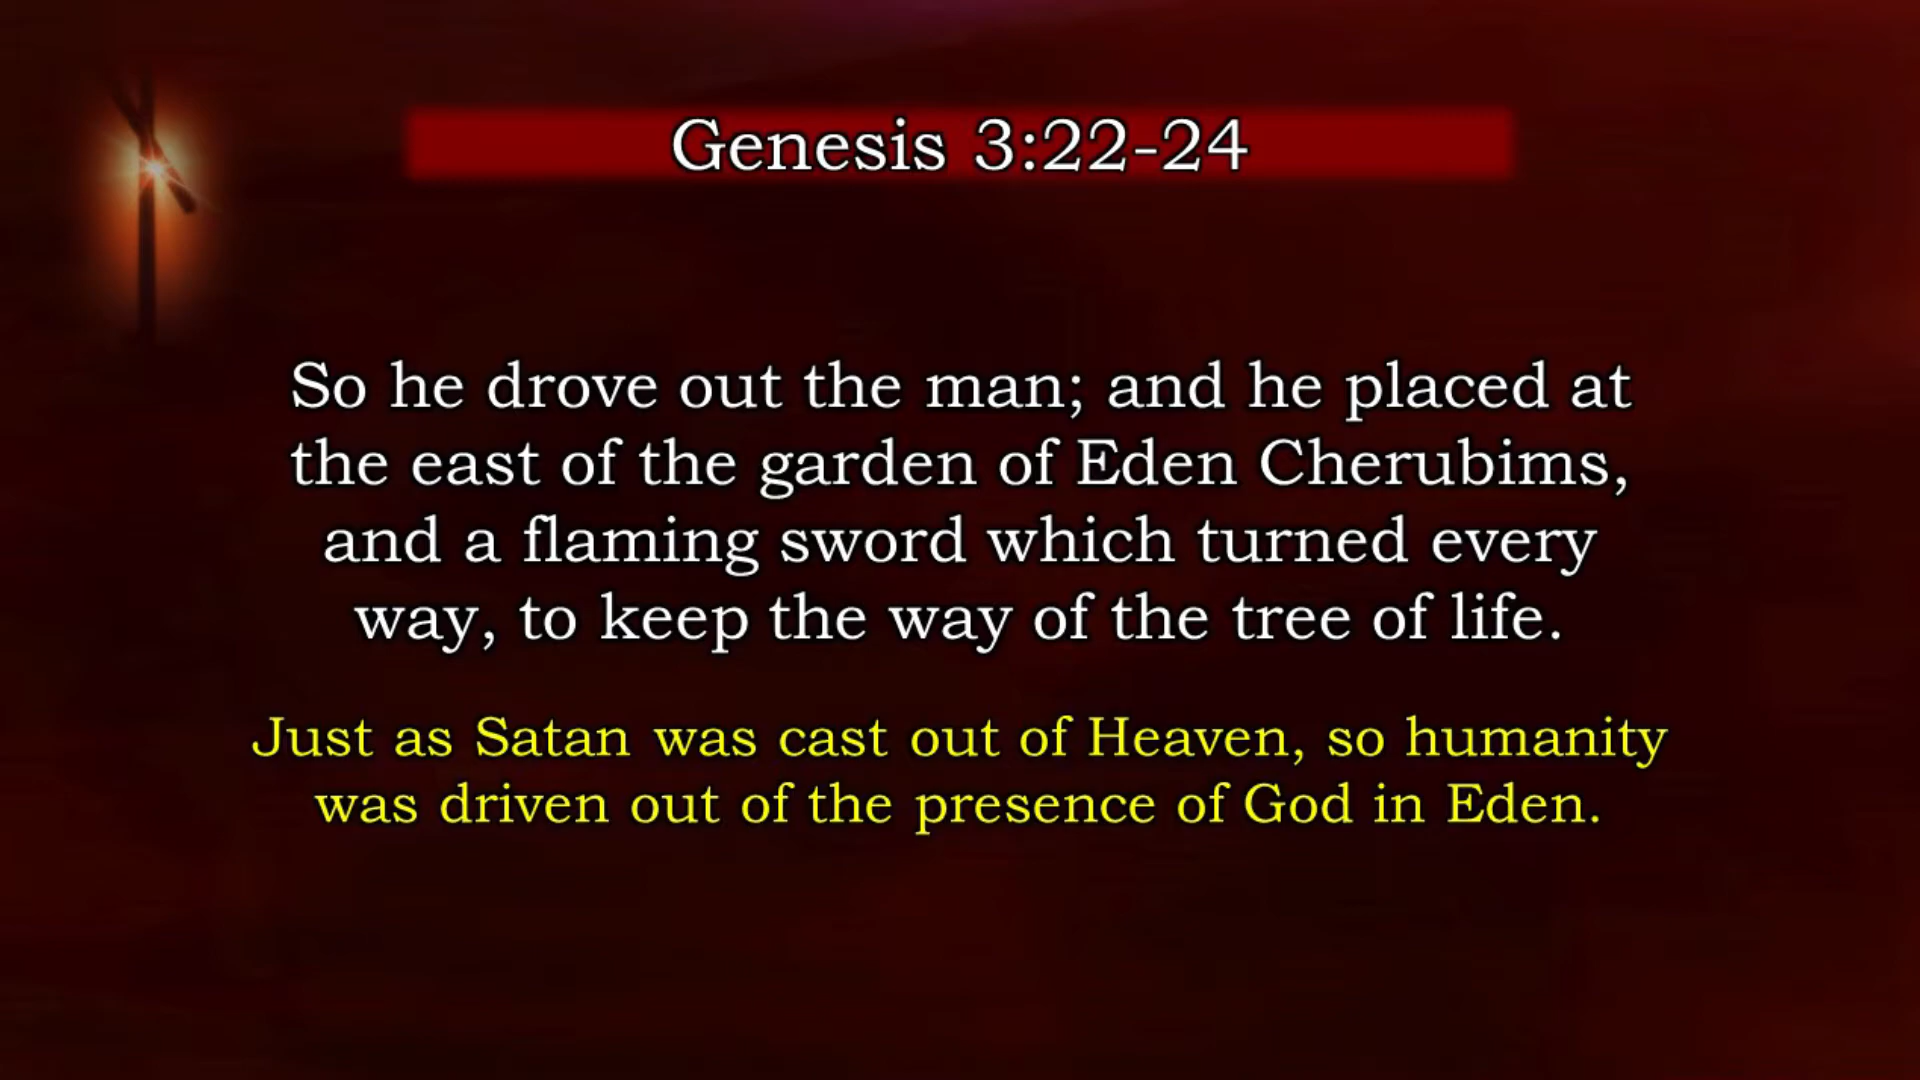 Genesis 3:22-24
So he drove out the man; and he placed at
the east of the garden of Eden Cherubims,
and a flaming sword which turned every
way, to keep the way of the tree of life.
Just as Satan was cast out of Heaven, so humanity
was driven out of the presence of God in Eden.